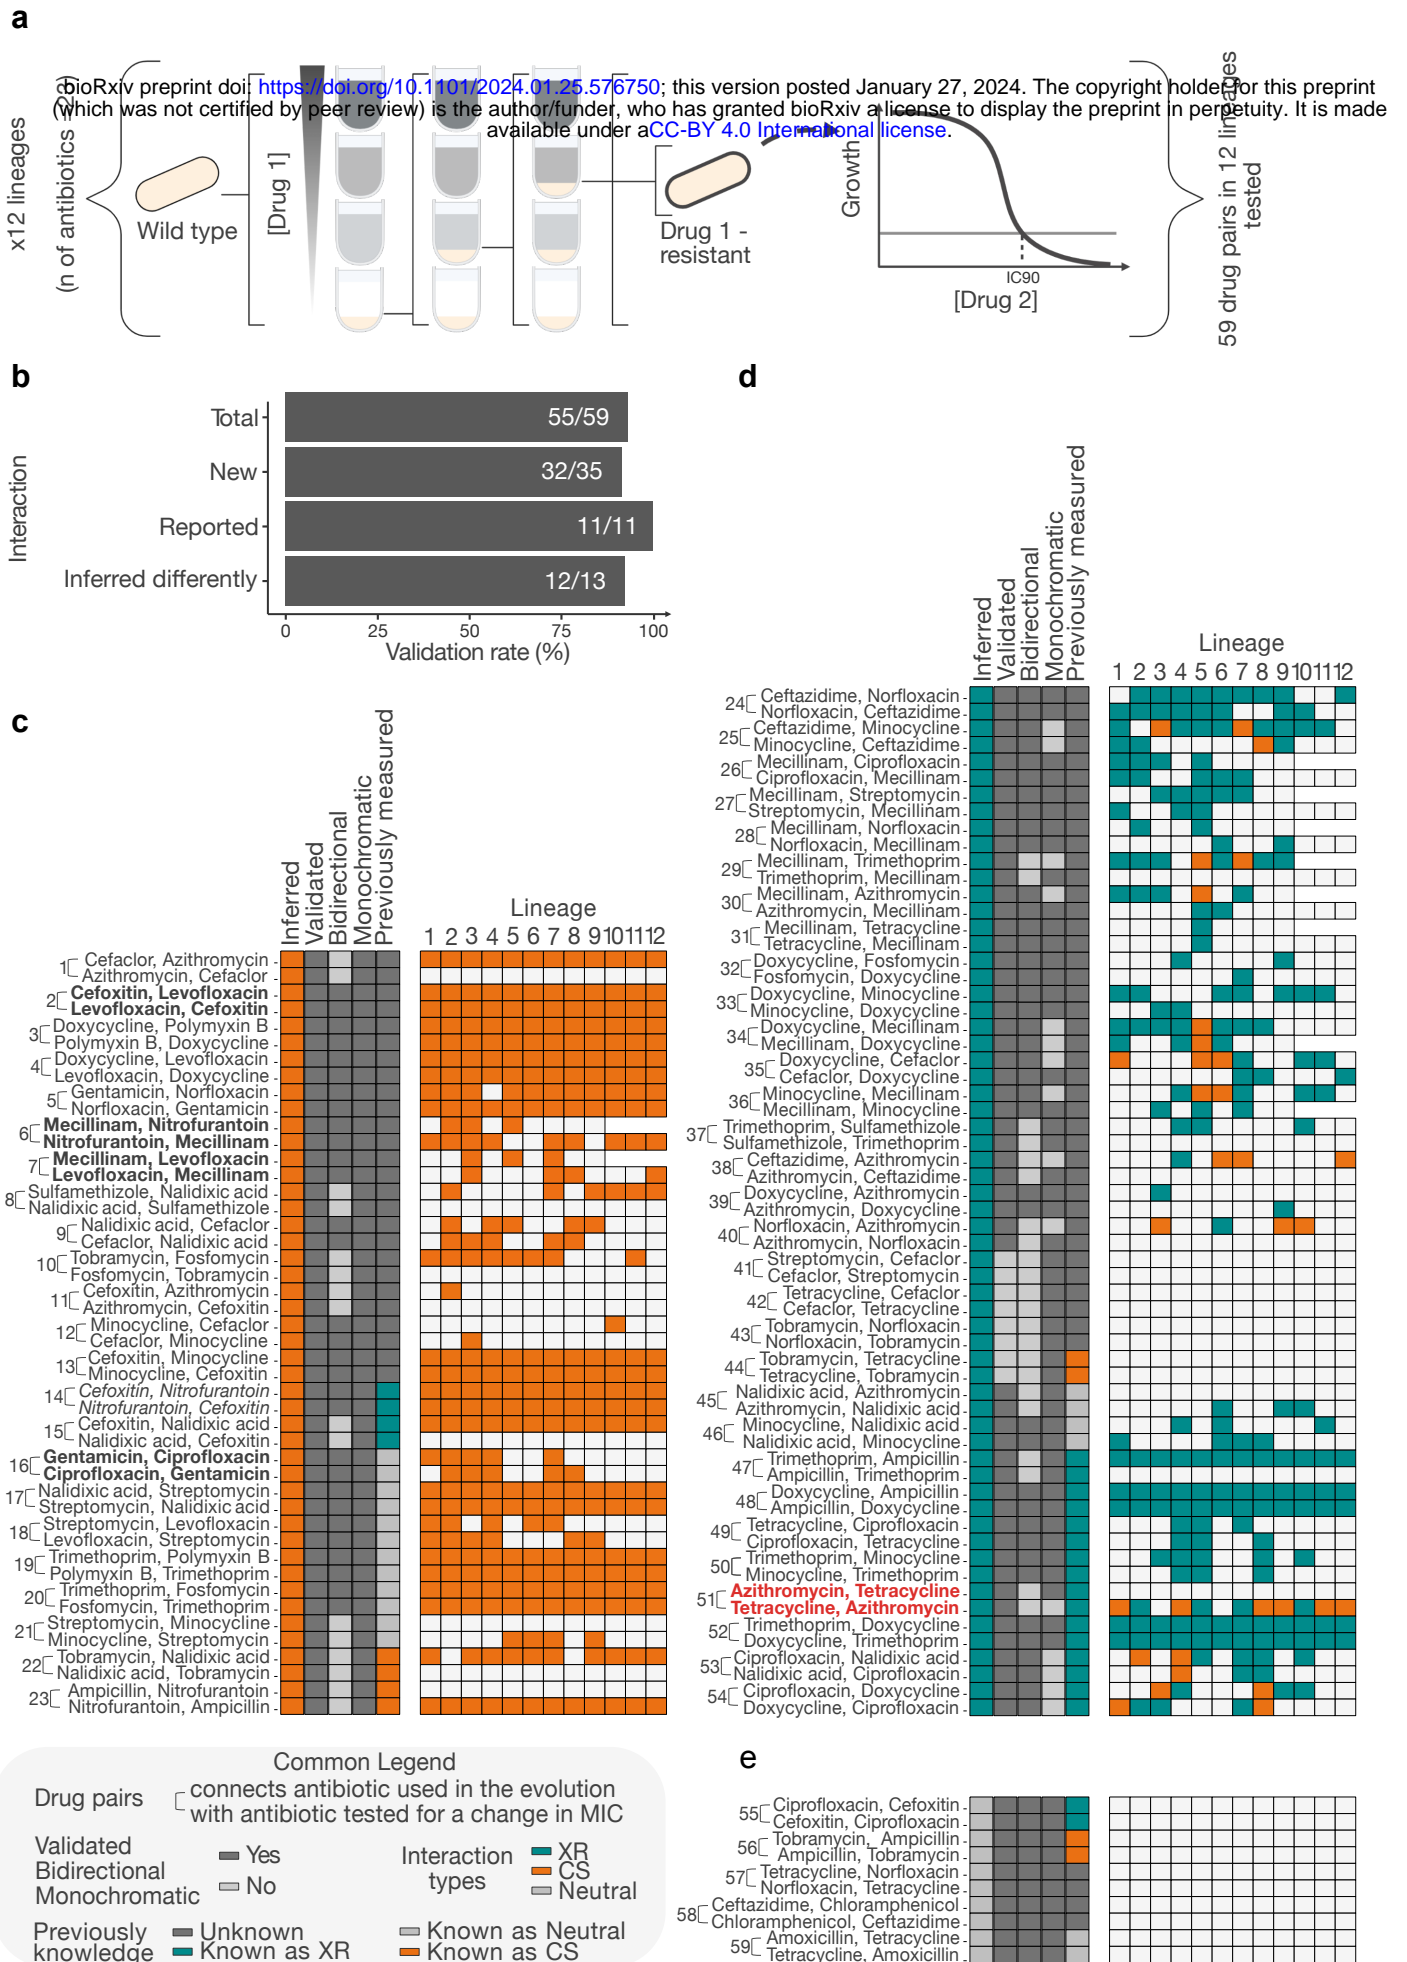 a
bioRxiv preprint doi: https://doi.org/10.1101/2024.01.25.576750; this version posted January 27, 2024. The copyright holder for this preprint
(which was not certified by peer review) is the author/funder, who has granted bioRxiv a license to display the preprint in perpetuity. It is made
available under aCC-BY 4.0 International license.
x12 lineages
(n of antibiotics = 23)
Wild type
[Drug 1]
Drug 1 -
resistant
Growth
IC90
[Drug 2]
59 drug pairs in 12 lineages
tested
b
Interaction
Total
55/59
New
32/35
Reported
11/11
Inferred differently
12/13
0 25 50 75 100
Validation rate (%)
c
Inferred
Validated
Bidirectional
Monochromatic
Previously measured
Lineage
1 2 3 4 5 6 7 8 9 10 11 12
1
Cefaclor, Azithromycin
Azithromycin, Cefaclor
2
Cefoxitin, Levofloxacin
Levofloxacin, Cefoxitin
3
Doxycycline, Polymyxin B
Polymyxin B, Doxycycline
4
Doxycycline, Levofloxacin
Levofloxacin, Doxycycline
5
Gentamicin, Norfloxacin
Norfloxacin, Gentamicin
6
Mecillinam, Nitrofurantoin
Nitrofurantoin, Mecillinam
7
Mecillinam, Levofloxacin
Levofloxacin, Mecillinam
8
Sulfamethizole, Nalidixic acid
Nalidixic acid, Sulfamethizole
9
Nalidixic acid, Cefaclor
Cefaclor, Nalidixic acid
10
Tobramycin, Fosfomycin
Fosfomycin, Tobramycin
11
Cefoxitin, Azithromycin
Azithromycin, Cefoxitin
12
Minocycline, Cefaclor
Cefaclor, Minocycline
13
Cefoxitin, Minocycline
Minocycline, Cefoxitin
14
Cefoxitin, Nitrofurantoin
Nitrofurantoin, Cefoxitin
15
Cefoxitin, Nalidixic acid
Nalidixic acid, Cefoxitin
16
Gentamicin, Ciprofloxacin
Ciprofloxacin, Gentamicin
17
Nalidixic acid, Streptomycin
Streptomycin, Nalidixic acid
18
Streptomycin, Levofloxacin
Levofloxacin, Streptomycin
19
Trimethoprim, Polymyxin B
Polymyxin B, Trimethoprim
20
Trimethoprim, Fosfomycin
Fosfomycin, Trimethoprim
21
Streptomycin, Minocycline
Minocycline, Streptomycin
22
Tobramycin, Nalidixic acid
Nalidixic acid, Tobramycin
23
Ampicillin, Nitrofurantoin
Nitrofurantoin, Ampicillin
d
Inferred
Validated
Bidirectional
Monochromatic
Previously measured
Lineage
1 2 3 4 5 6 7 8 9 10 11 12
24
Ceftazidime, Norfloxacin
Norfloxacin, Ceftazidime
25
Ceftazidime, Minocycline
Minocycline, Ceftazidime
26
Mecillinam, Ciprofloxacin
Ciprofloxacin, Mecillinam
27
Mecillinam, Streptomycin
Streptomycin, Mecillinam
28
Mecillinam, Norfloxacin
Norfloxacin, Mecillinam
29
Mecillinam, Trimethoprim
Trimethoprim, Mecillinam
30
Mecillinam, Azithromycin
Azithromycin, Mecillinam
31
Mecillinam, Tetracycline
Tetracycline, Mecillinam
32
Doxycycline, Fosfomycin
Fosfomycin, Doxycycline
33
Doxycycline, Minocycline
Minocycline, Doxycycline
34
Doxycycline, Mecillinam
Mecillinam, Doxycycline
35
Doxycycline, Cefaclor
Cefaclor, Doxycycline
36
Minocycline, Mecillinam
Mecillinam, Minocycline
37
Trimethoprim, Sulfamethizole
Sulfamethizole, Trimethoprim
38
Ceftazidime, Azithromycin
Azithromycin, Ceftazidime
39
Doxycycline, Azithromycin
Azithromycin, Doxycycline
40
Norfloxacin, Azithromycin
Azithromycin, Norfloxacin
41
Streptomycin, Cefaclor
Cefaclor, Streptomycin
42
Tetracycline, Cefaclor
Cefaclor, Tetracycline
43
Tobramycin, Norfloxacin
Norfloxacin, Tobramycin
44
Tobramycin, Tetracycline
Tetracycline, Tobramycin
45
Nalidixic acid, Azithromycin
Azithromycin, Nalidixic acid
46
Minocycline, Nalidixic acid
Nalidixic acid, Minocycline
47
Trimethoprim, Ampicillin
Ampicillin, Trimethoprim
48
Doxycycline, Ampicillin
Ampicillin, Doxycycline
49
Tetracycline, Ciprofloxacin
Ciprofloxacin, Tetracycline
50
Trimethoprim, Minocycline
Minocycline, Trimethoprim
51
Azithromycin, Tetracycline
Tetracycline, Azithromycin
52
Trimethoprim, Doxycycline
Doxycycline, Trimethoprim
53
Ciprofloxacin, Nalidixic acid
Nalidixic acid, Ciprofloxacin
54
Ciprofloxacin, Doxycycline
Doxycycline, Ciprofloxacin
e
55
Ciprofloxacin, Cefoxitin
Cefoxitin, Ciprofloxacin
56
Tobramycin, Ampicillin
Ampicillin, Tobramycin
57
Tetracycline, Norfloxacin
Norfloxacin, Tetracycline
58
Ceftazidime, Chloramphenicol
Chloramphenicol, Ceftazidime
59
Amoxicillin, Tetracycline
Tetracycline, Amoxicillin
Common Legend
Drug pairs
connects antibiotic used in the evolution
with antibiotic tested for a change in MIC
Validated
Bidirectional
Monochromatic
Yes
No
Interaction
types
XR
CS
Neutral
Previously
knowledge
Unknown
Known as XR
Known as Neutral
Known as CS